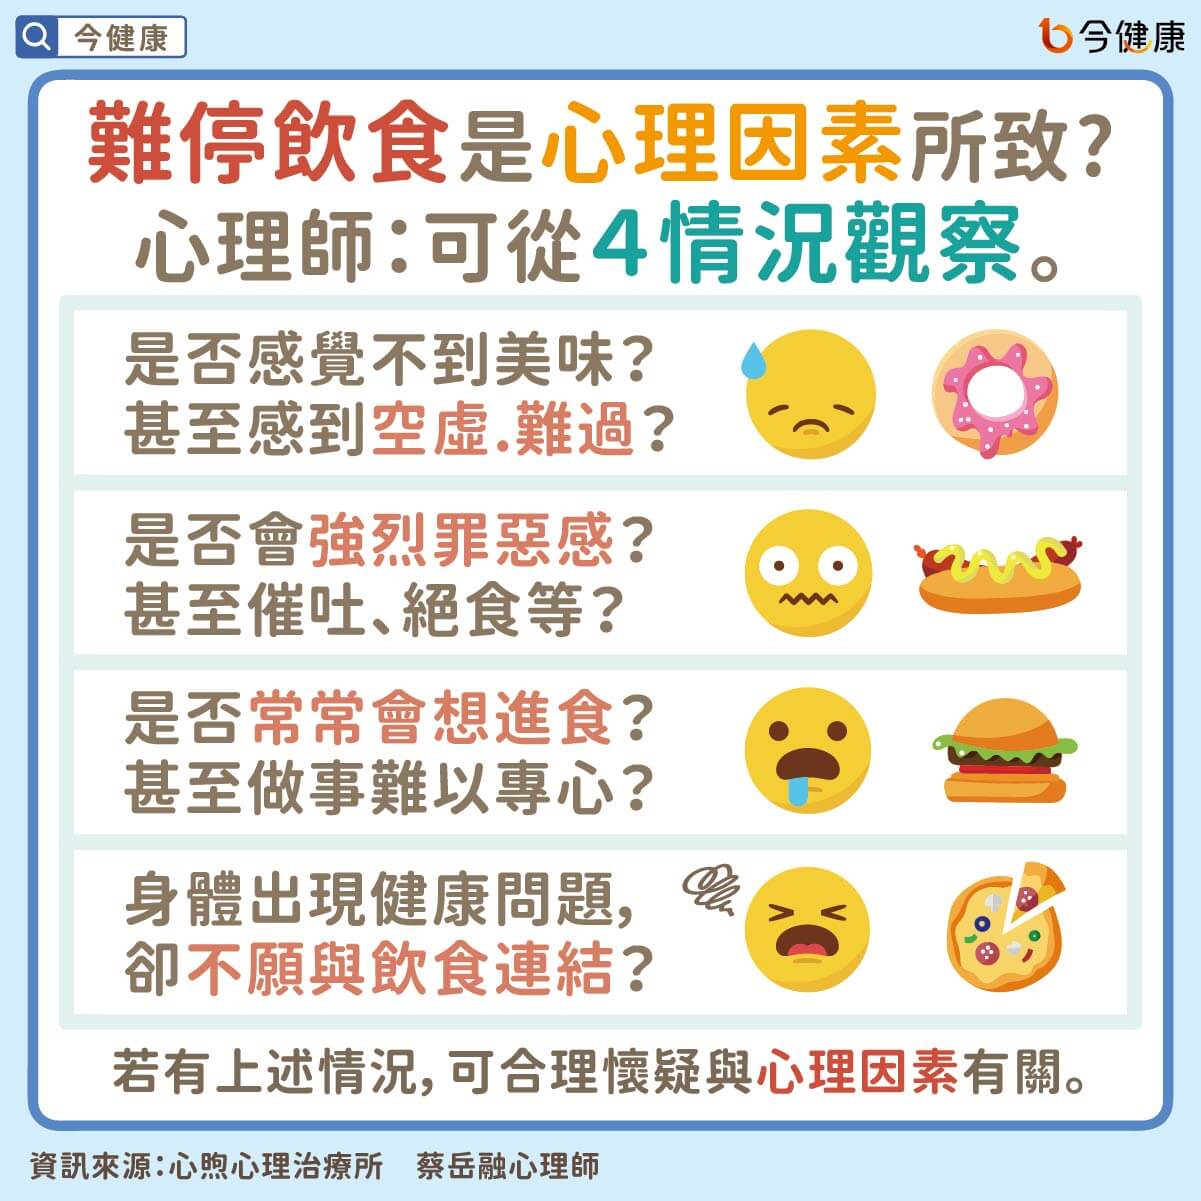 今健康
今健康
難停飲食是心理因素所致?
心理師:可從4情況觀察。
是否感覺不到美味?
甚至感到空虛.難過?
是否會強烈罪惡感?
甚至催吐、絕食等?
是否常常會想進食?
甚至做事難以專心?
身體出現健康問題,
卻不願與飲食連結?
若有上述情況,可合理懷疑與心理因素有關。
資訊來源:心煦心理治療所 蔡岳融心理師